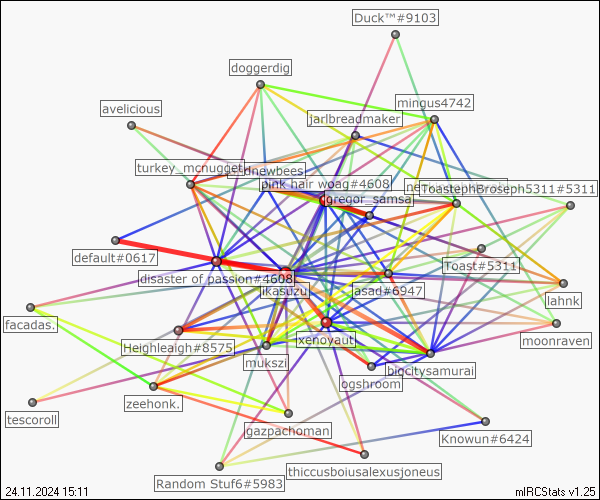 Duck™#9103
doggerdig
mingus4742
avelicious
jarlbreadmaker
turkey_mcnugget
dnewbees
pink hair woag#4608
ToastephBroseph5311#5311
gregor_samsa
default#0617
Toast#5311
disaster of passion#4608
ikasuzu
asad#6947
lahnk
facadas.
Heighleaigh#8575
xenoyaut
moonraven
mukszi
bigcitysamurai
ogshroom
tescoroll
zeehonk.
gazpachoman
Knowun#6424
thiccusboiusalexusjoneus
Random Stuf6#5983
24.11.2024 15:11
mIRCStats v1.25